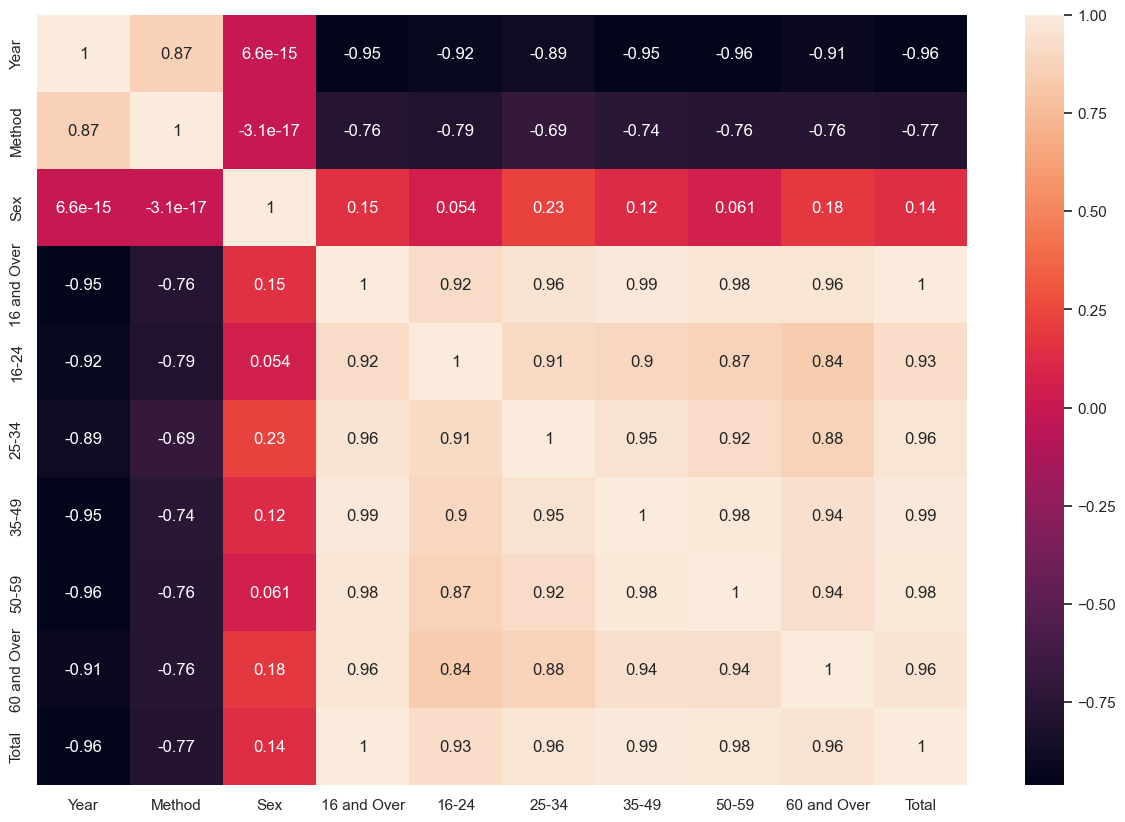 Year 1 0.87 6.6e-15 -0.95 -0.92 -0.89 -0.95 -0.96 -0.91 -0.96
Method 0.87 1 -3.1e-17 -0.76 -0.79 -0.69 -0.74 -0.76 -0.76 -0.77
Sex 6.6e-15 -3.1e-17 1 0.15 0.054 0.23 0.12 0.061 0.18 0.14
16 and Over -0.95 -0.76 0.15 1 0.92 0.96 0.99 0.98 0.96 1
16-24 -0.92 -0.79 0.054 0.92 1 0.91 0.9 0.87 0.84 0.93
25-34 -0.89 -0.69 0.23 0.96 0.91 1 0.95 0.92 0.88 0.96
35-49 -0.95 -0.74 0.12 0.99 0.9 0.95 1 0.98 0.94 0.99
50-59 -0.96 -0.76 0.061 0.98 0.87 0.92 0.98 1 0.94 0.98
60 and Over -0.91 -0.76 0.18 0.96 0.84 0.88 0.94 0.94 1 0.96
Total -0.96 -0.77 0.14 1 0.93 0.96 0.99 0.98 0.96 1
Year Method Sex 16 and Over 16-24 25-34 35-49 50-59 60 and Over Total
1.00
0.75
0.50
0.25
0.00
−0.25
−0.50
−0.75